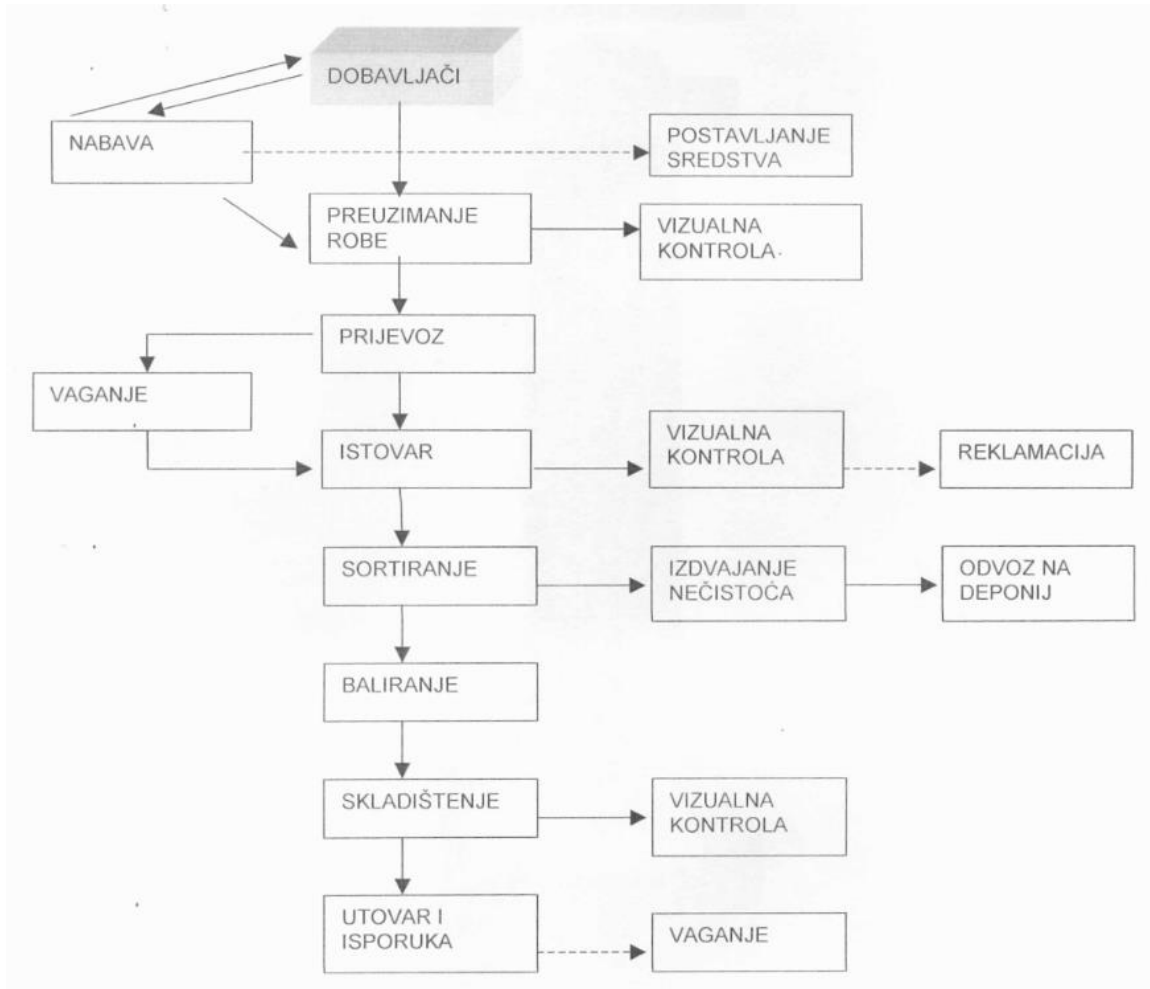 DOBAVLJAČI
NABAVA
POSTAVLJANJE
SREDSTVA
PREUZIMANJE
ROBE
VIZUALNA
KONTROLA
PRIJEVOZ
VAGANJE
ISTOVAR
VIZUALNA
KONTROLA
REKLAMACIJA
SORTIRANJE
IZDVAJANJE
NEČISTOĆA
ODVOZ NA
DEPONIJ
BALIRANJE
SKLADIŠTENJE
VIZUALNA
KONTROLA
UTOVAR I
ISPORUKA
VAGANJE